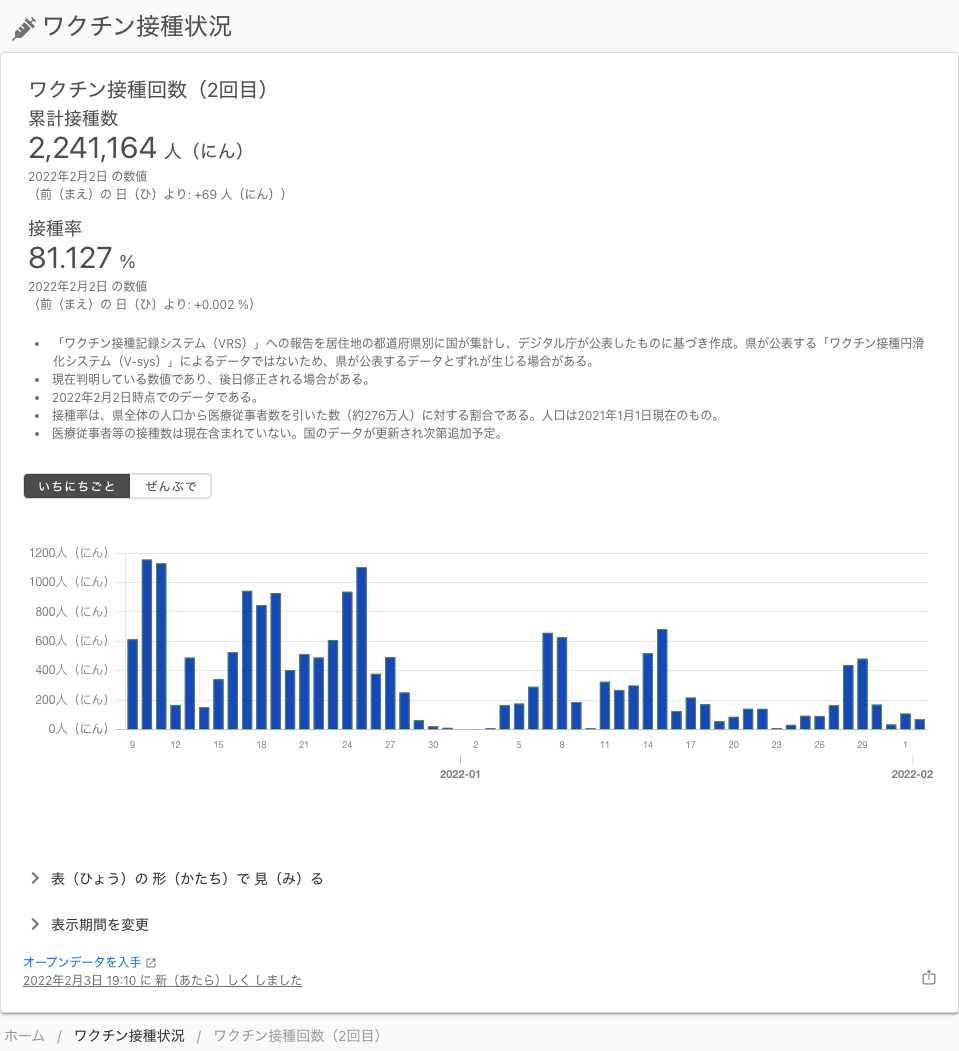 ワクチン接種状況
ワクチン接種回数（2回目）
累計接種数
2,241,164 人（にん）
2022年2月2日 の数値
（前（まえ）の 日（ひ）より: +69 人（にん））
接種率
81.127 %
2022年2月2日 の数値
（前（まえ）の 日（ひ）より: +0.002 %）
「ワクチン接種記録システム（VRS）」への報告を居住地の都道府県別に国が集計し、デジタル庁が公表したものに基づき作成。県が公表する「ワクチン接種円滑
化システム（V-sys）」によるデータではないため、県が公表するデータとずれが生じる場合がある。
現在判明している数値であり、後日修正される場合がある。
2022年2月2日時点でのデータである。
接種率は、県全体の人口から医療従事者数を引いた数（約276万人）に対する割合である。人口は2021年1月1日現在のもの。
医療従事者等の接種数は現在含まれていない。国のデータが更新され次第追加予定。
いちにちごと ぜんぶで
1200人（にん）
1000人（にん）
800人（にん）
600人（にん）
400人（にん）
200人（にん）
0人（にん）
9 12 15 18 21 24 27 30 2 5 8 11 14 17 20 23 26 29 1
2022-01 2022-02
表（ひょう）の 形（かたち）で 見（み）る
表示期間を変更
オープンデータを入手
2022年2月3日 19:10 に 新（あたら）しく しました
ホーム / ワクチン接種状況 / ワクチン接種回数（2回目）